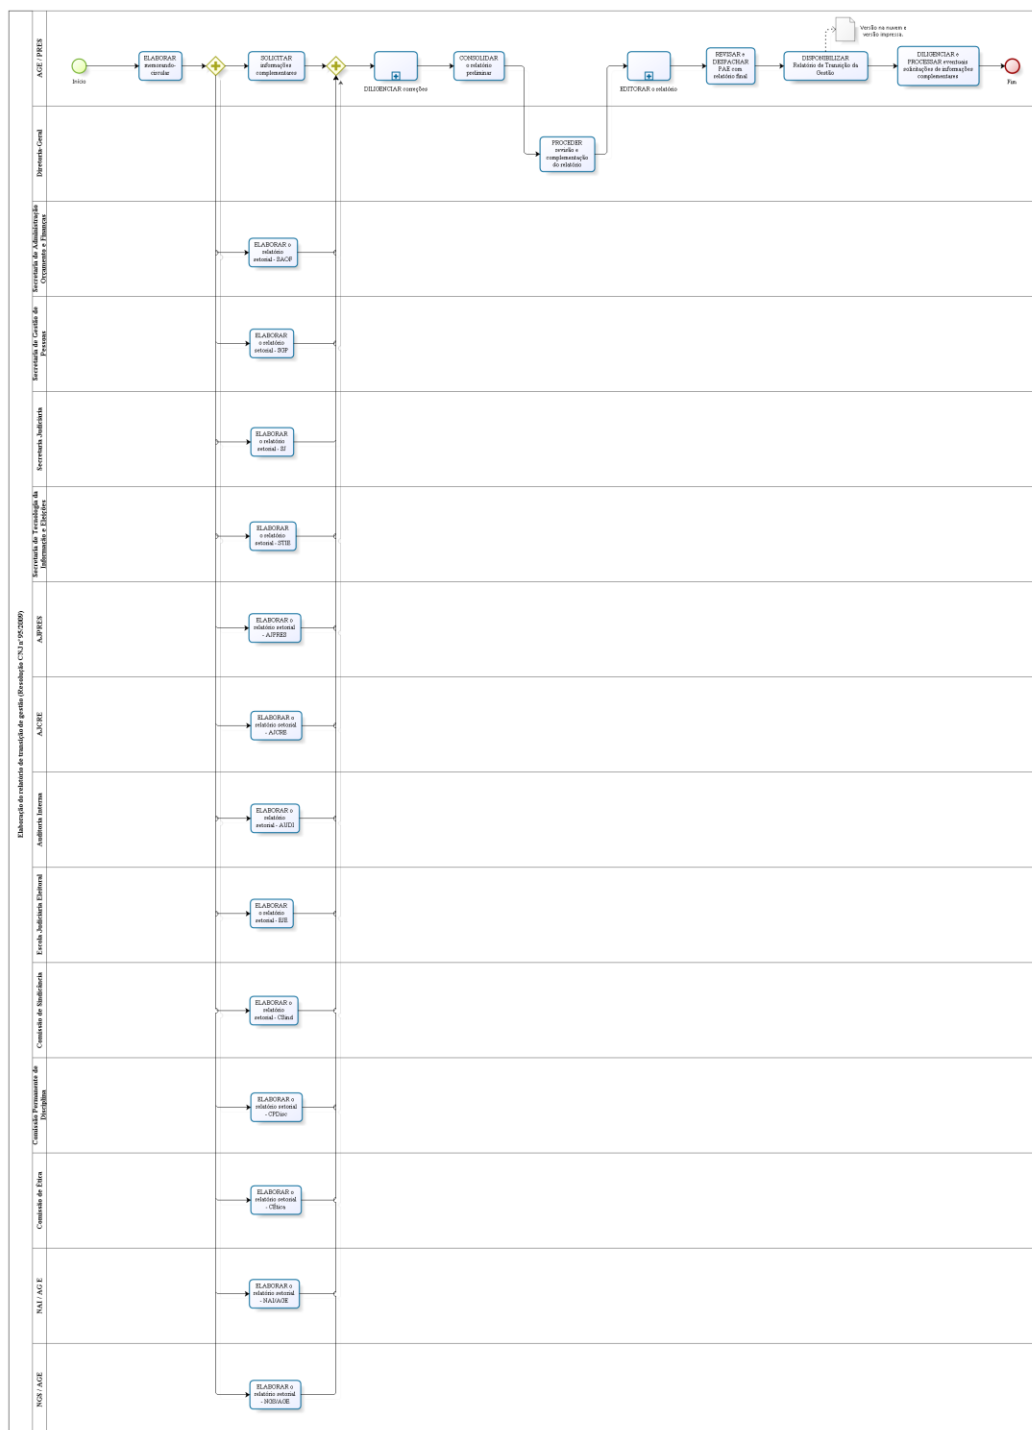 Elaboração do relatório de transição de gestão (Resolução CNJ nº 95/2009)
AGE / PRES
Início
ELABORAR
memorando-
circular
SOLICITAR
informações
complementares
DILIGENCIAR correções
CONSOLIDAR
o relatório
preliminar
EDITORAR o relatório
REVISAR e
DESPACHAR
PAE com
relatório final
DISPONIBILIZAR
Relatório de Transição da
Gestão
Versão na nuvem e
versão impressa.
DILIGENCIAR e
PROCESSAR eventuais
solicitações de informações
complementares
Fim
Diretoria-Geral
PROCEDER
revisão e
complementação
do relatório
Secretaria de Administração
Orçamento e Finanças
ELABORAR o
relatório
setorial - SAOF
Secretaria de Gestão de
Pessoas
ELABORAR
o relatório
setorial - SGP
Secretaria Judiciária
ELABORAR
o relatório
setorial - SJ
Secretaria de Tecnologia da
Informação e Eleições
ELABORAR
o relatório
setorial - STIE
AJPRES
ELABORAR o
relatório setorial
- AJPRES
AJCRE
ELABORAR o
relatório setorial
- AJCRE
Auditoria Interna
ELABORAR o
relatório
setorial - AUDI
Escola Judiciária Eleitoral
ELABORAR
o relatório
setorial - EJE
Comissão de Sindicância
ELABORAR o
relatório
setorial - CSind
Comissão Permanente de
Disciplina
ELABORAR o
relatório setorial
- CPDisc
Comissão de Ética
ELABORAR o
relatório setorial
- CÉtica
NAI / AG E
ELABORAR o
relatório setorial
- NAI/AGE
NGS / AGE
ELABORAR o
relatório setorial
- NGS/AGE